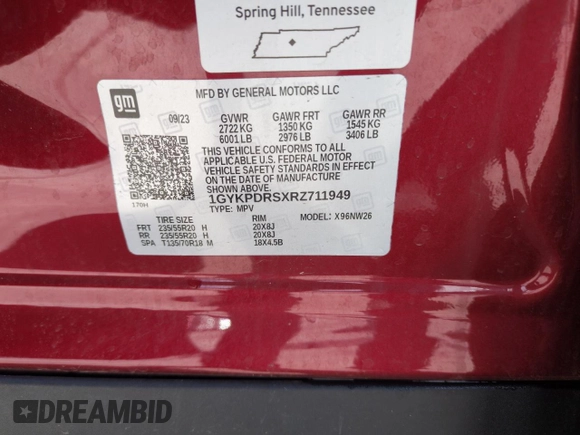 Spring Hill, Tennessee
gm
MFD BY GENERAL MOTORS LLC
09/23 GVWR GAWR FRT GAWR RR
2722 KG 1350 KG 1545 KG
6001 LB 2976 LB 3406 LB
THIS VEHICLE CONFORMS TO ALL
APPLICABLE U.S. FEDERAL MOTOR
VEHICLE SAFETY STANDARDS IN EFFECT
ON THE DATE OF MANUFACTURE
SHOWN ABOVE.
1GYKPDRSXRZ711949
170H TYPE: MPV MODEL: X96NW26
TIRE SIZE RIM
FRT 235/55R20 H 20X8J
RR 235/55R20 H 20X8J
SPA T135/70R18 M 18X4.5B
DREAMBID